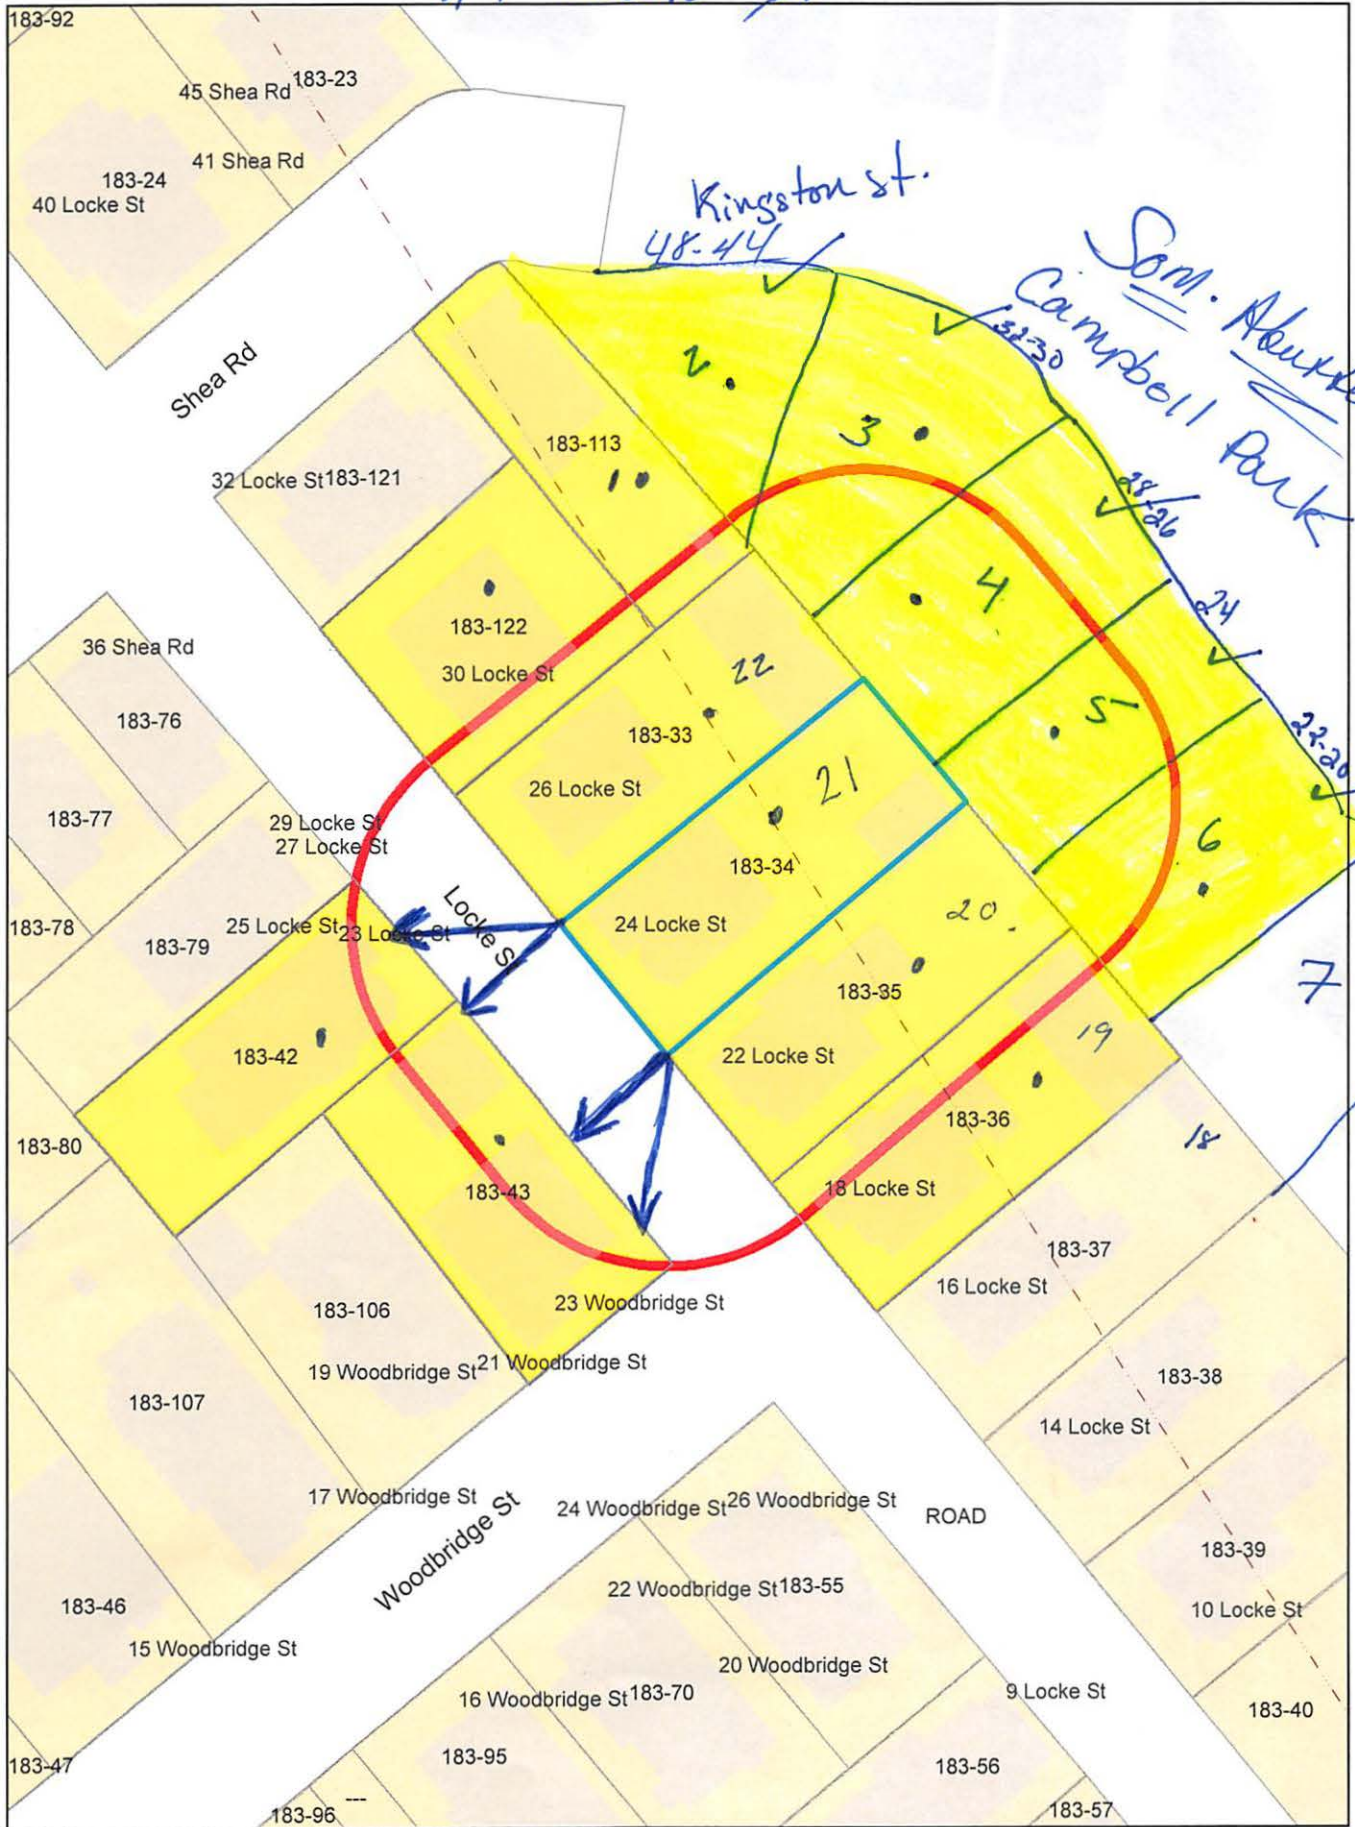 183-92
45 Shea Rd
183-23
41 Shea Rd
183-24
40 Locke St
Kingston st.
48-44
Som.
Campbell Park
32-30
Shea Rd
2
3
183-113
1
32 Locke St
183-121
28/26
4
24
183-122
36 Shea Rd
30 Locke St
22
183-76
5
183-33
22-20
26 Locke St
21
183-77
29 Locke St
27 Locke St
6
183-34
Locke St
25 Locke St
23 Locke St
24 Locke St
20.
183-78
183-79
7
183-35
183-42
22 Locke St
19
183-36
18
183-80
183-43
18 Locke St
183-37
16 Locke St
23 Woodbridge St
183-106
21 Woodbridge St
19 Woodbridge St
183-38
183-107
14 Locke St
17 Woodbridge St
24 Woodbridge St
26 Woodbridge St
ROAD
Woodbridge St
183-39
22 Woodbridge St
183-55
183-46
10 Locke St
15 Woodbridge St
20 Woodbridge St
16 Woodbridge St
183-70
9 Locke St
183-40
183-95
183-47
183-56
---
183-96
183-57